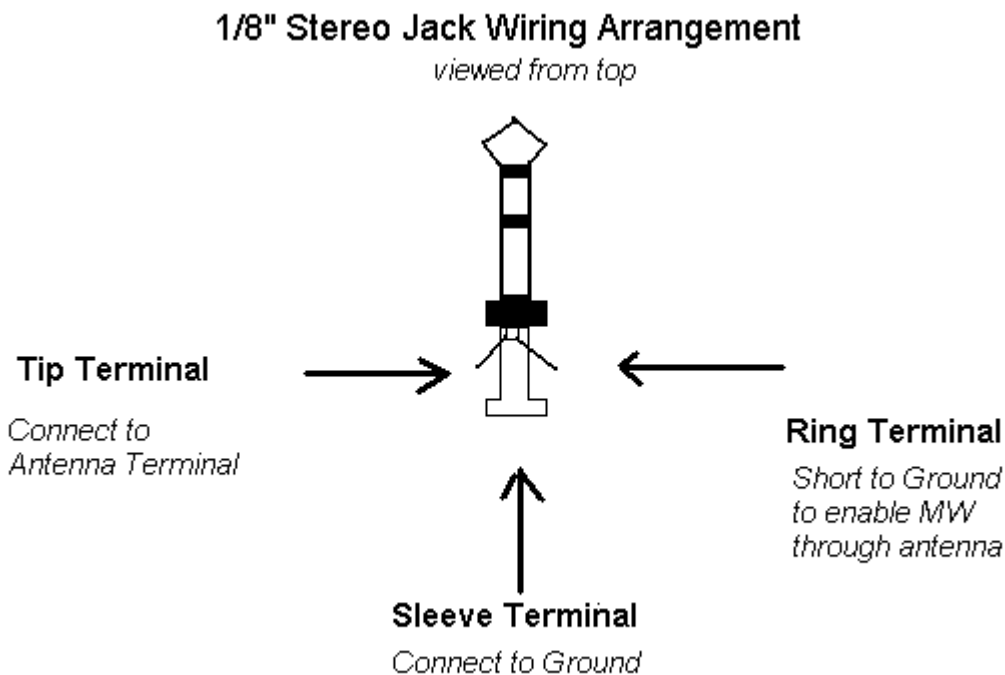 1/8" Stereo Jack Wiring Arrangement
viewed from top
Tip Terminal
Connect to
Antenna Terminal
Ring Terminal
Short to Ground
to enable MW
through antenna
Sleeve Terminal
Connect to Ground